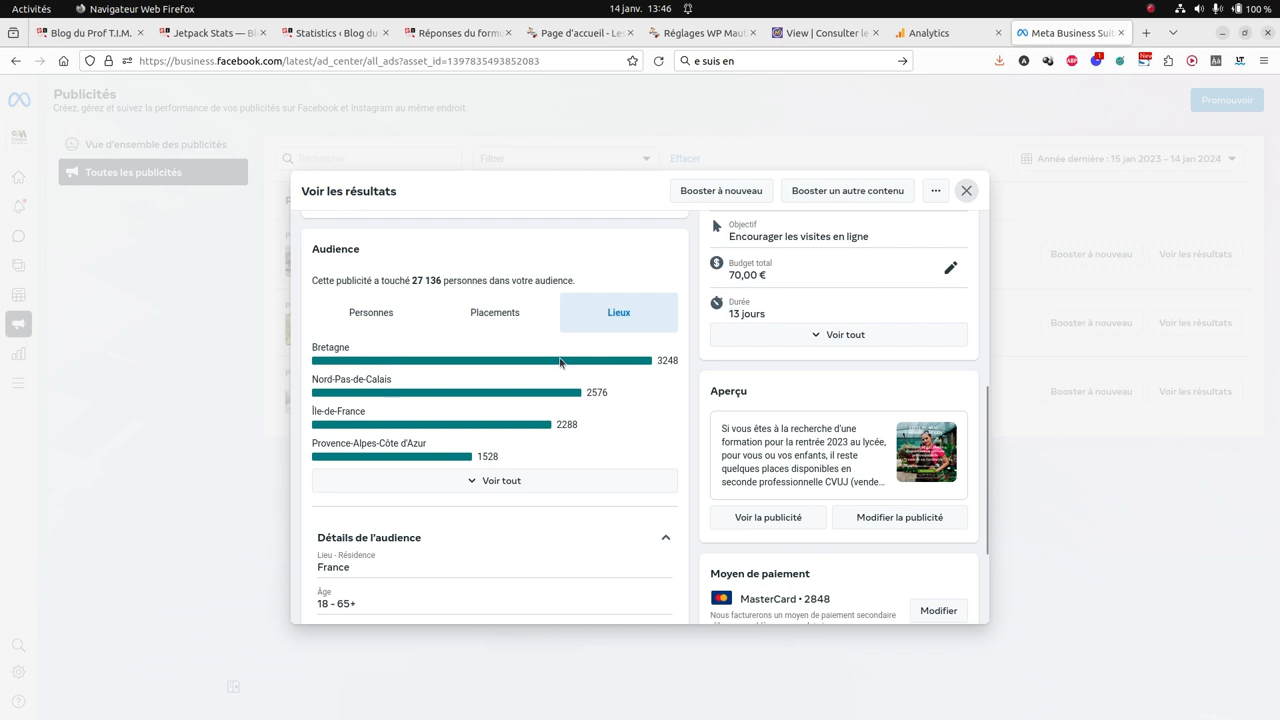 Activités
Navigateur Web Firefox
14 janv. 13:46
100 %
Blog du Prof T.I.M.
Jetpack Stats — Bl
Statistics ‹ Blog du
Réponses du formu
Page d'accueil - Les
Réglages WP Mau
View | Consulter le
Analytics
Meta Business Suit
https://business.facebook.com/latest/ad_center/all_ads?asset_id=1397835493852083
e suis en
Publicités
Créez, gérez et suivez la performance de vos publicités sur Facebook et Instagram au même endroit.
Promouvoir
Vue d'ensemble des publicités
Toutes les publicités
Rechercher
Filtrer
Effacer
Année dernière : 15 jan 2023 – 14 jan 2024
Booster à nouveau
Voir les résultats
Booster à nouveau
Voir les résultats
Booster à nouveau
Voir les résultats
Voir les résultats
Booster à nouveau
Booster un autre contenu
Audience
Cette publicité a touché 27 136 personnes dans votre audience.
Personnes
Placements
Lieux
Bretagne
3248
Nord-Pas-de-Calais
2576
Île-de-France
2288
Provence-Alpes-Côte d'Azur
1528
Voir tout
Détails de l'audience
Lieu - Résidence
France
Âge
18 - 65+
Objectif
Encourager les visites en ligne
Budget total
70,00 €
Durée
13 jours
Voir tout
Aperçu
Si vous êtes à la recherche d'une
formation pour la rentrée 2023 au lycée,
pour vous ou vos enfants, il reste
quelques places disponibles en
seconde professionnelle CVUJ (vende...
Voir la publicité
Modifier la publicité
Moyen de paiement
MasterCard • 2848
Nous facturerons un moyen de paiement secondaire
Modifier